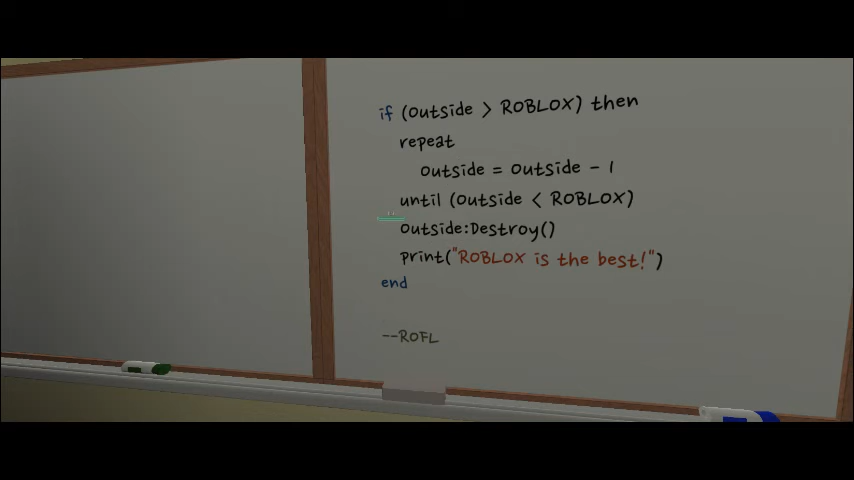 if (Outside > ROBLOX) then
repeat
Outside = Outside - 1
until (Outside < ROBLOX)
Outside:Destroy()
print("ROBLOX is the best!")
end
--ROFL